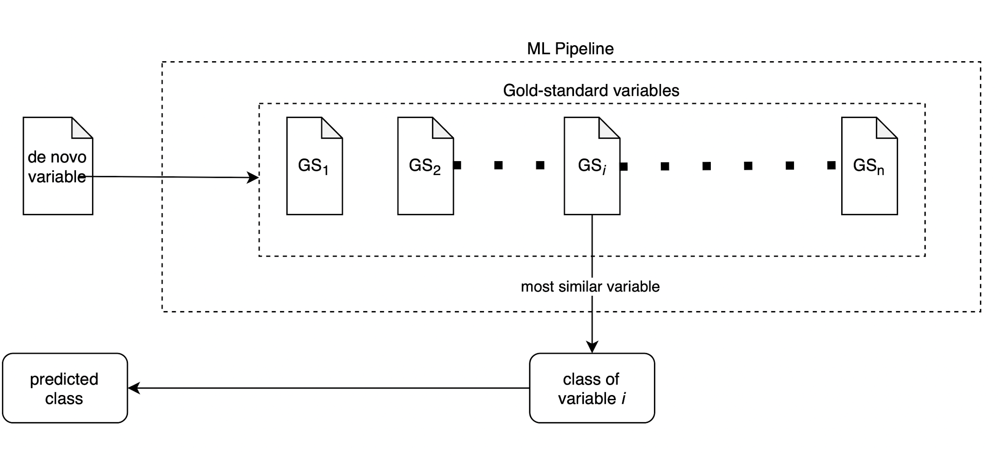 ML Pipeline
Gold-standard variables
de novo
variable
GS1
GS2
GSi
GSn
most similar variable
predicted
class
class of
variable i